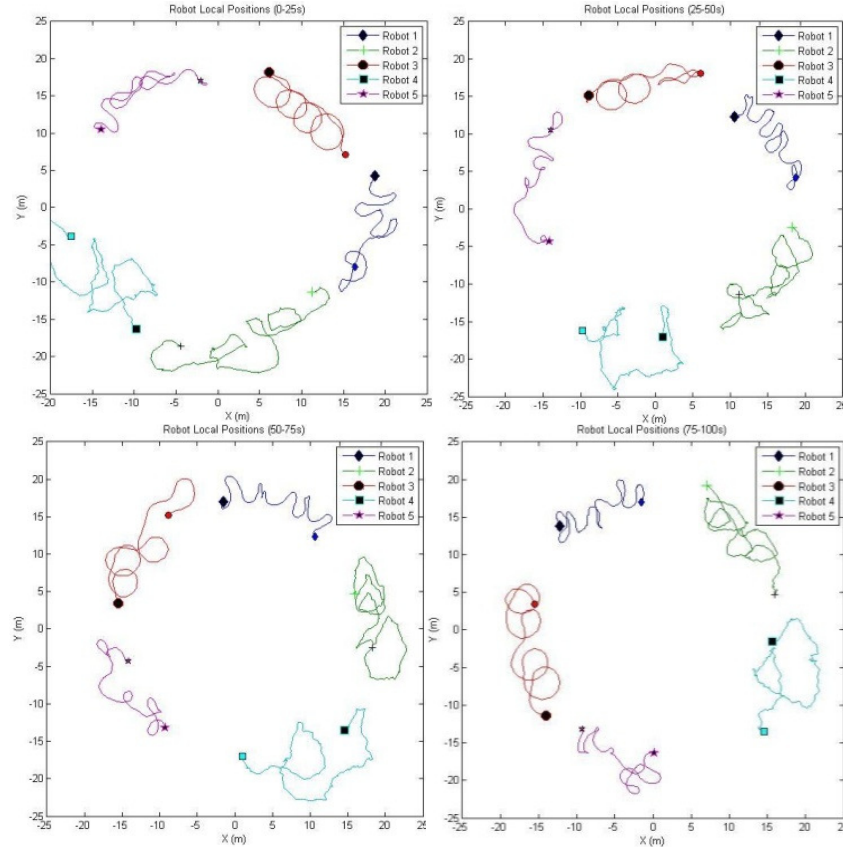 Robot Local Positions (0-25s)
25
20
15
10
5
0
-5
-10
-15
-20
-25
Y (m)
-20 -15 -10 -5 0 5 10 15 20 25
X (m)
Robot 1
Robot 2
Robot 3
Robot 4
Robot 5
Robot Local Positions (25-50s)
25
20
15
10
5
0
-5
-10
-15
-20
-25
Y (m)
-25 -20 -15 -10 -5 0 5 10 15 20 25
X (m)
Robot 1
Robot 2
Robot 3
Robot 4
Robot 5
Robot Local Positions (50-75s)
25
20
15
10
5
0
-5
-10
-15
-20
-25
Y (m)
-25 -20 -15 -10 -5 0 5 10 15 20 25
X (m)
Robot 1
Robot 2
Robot 3
Robot 4
Robot 5
Robot Local Positions (75-100s)
25
20
15
10
5
0
-5
-10
-15
-20
-25
Y (m)
-25 -20 -15 -10 -5 0 5 10 15 20 25
X (m)
Robot 1
Robot 2
Robot 3
Robot 4
Robot 5